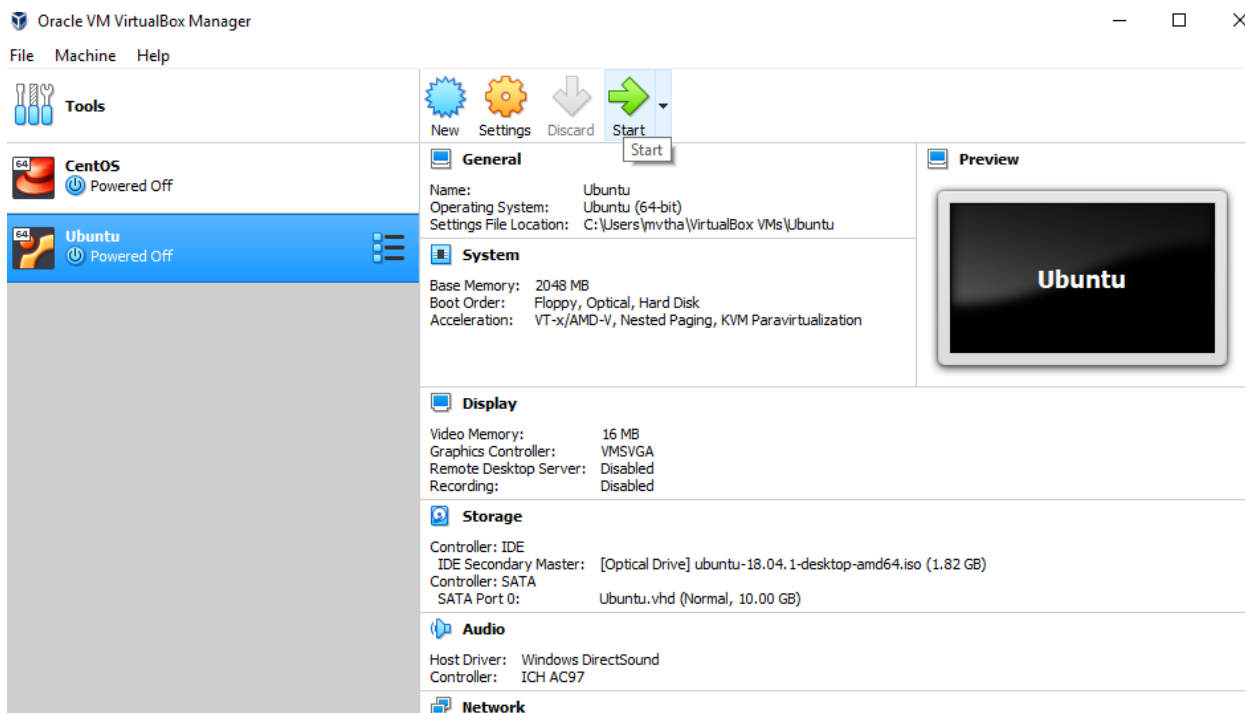 Oracle VM VirtualBox Manager
File Machine Help
Tools
New Settings Discard Start
Start
64
CentOS
Powered Off
64
Ubuntu
Powered Off
General
Name: Ubuntu
Operating System: Ubuntu (64-bit)
Settings File Location: C:\Users\mvtha\VirtualBox VMs\Ubuntu
System
Base Memory: 2048 MB
Boot Order: Floppy, Optical, Hard Disk
Acceleration: VT-x/AMD-V, Nested Paging, KVM Paravirtualization
Preview
Ubuntu
Display
Video Memory: 16 MB
Graphics Controller: VMSVGA
Remote Desktop Server: Disabled
Recording: Disabled
Storage
Controller: IDE
IDE Secondary Master: [Optical Drive] ubuntu-18.04.1-desktop-amd64.iso (1.82 GB)
Controller: SATA
SATA Port 0: Ubuntu.vhd (Normal, 10.00 GB)
Audio
Host Driver: Windows DirectSound
Controller: ICH AC97
Network